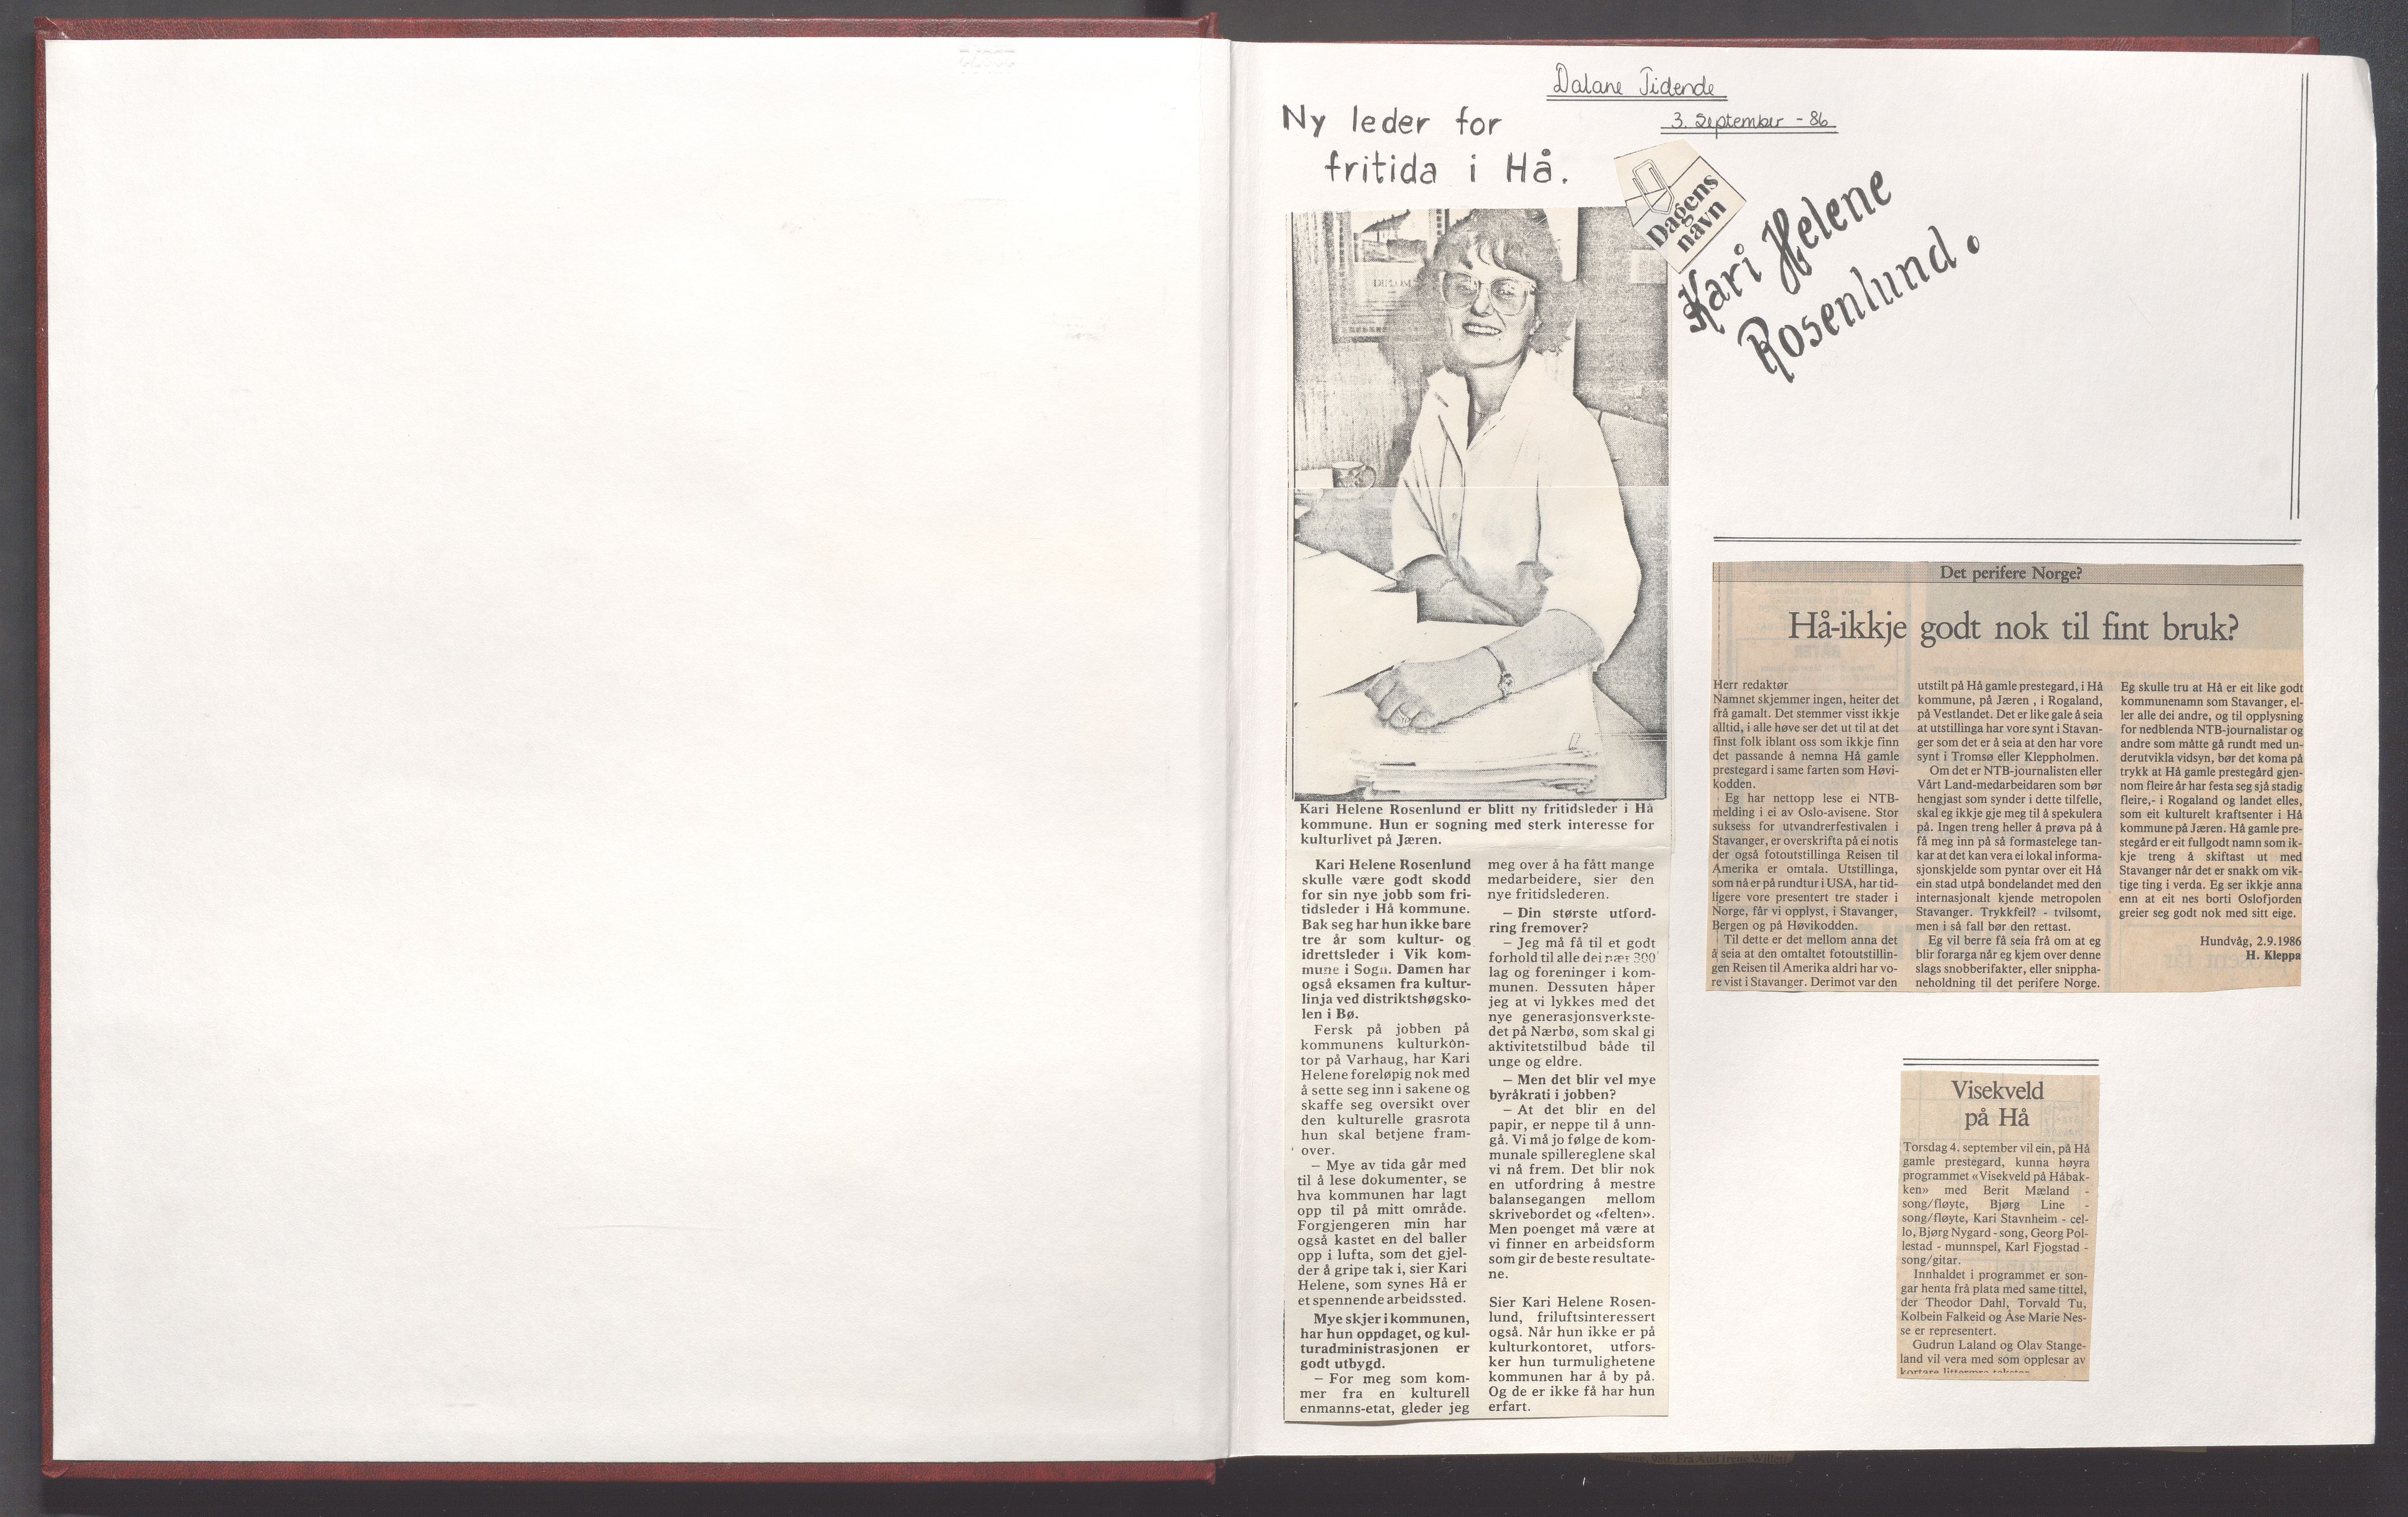 Dalane Tidende
3. September - 86
Ny leder for
fritida i Hå.
Dagens
navn
Kari Helene
Rosenlund.
Kari Helene Rosenlund er blitt ny fritidsleder i Hå
kommune. Hun er sogning med sterk interesse for
kulturlivet på Jæren.
Kari Helene Rosenlund
skulle være godt skodd
for sin nye jobb som fri-
tidsleder i Hå kommune.
Bak seg har hun ikke bare
tre år som kultur- og
idrettsleder i Vik kom-
mune i Sogn. Damen har
også eksamen fra kultur-
linja ved distriktshøgsko-
len i Bø.
Fersk på jobben på
kommunens kulturkon-
tor på Varhaug, har Kari
Helene foreløpig nok med
å sette seg inn i sakene og
skaffe seg oversikt over
den kulturelle grasrota
hun skal betjene fram-
over.
– Mye av tida går med
til å lese dokumenter, se
hva kommunen har lagt
opp til på mitt område.
Forgjengeren min har
også kastet en del baller
opp i lufta, som det gjel-
der å gripe tak i, sier Kari
Helene, som synes Hå er
et spennende arbeidssted.
Mye skjer i kommunen,
har hun oppdaget, og kul-
turadministrasjonen er
godt utbygd.
– For meg som kom-
mer fra en kulturell
enmanns-etat, gleder jeg
meg over å ha fått mange
medarbeidere, sier den
nye fritidslederen.
– Din største utford-
ring fremover?
– Jeg må få til et godt
forhold til alle dei nær 300
lag og foreninger i kom-
munen. Dessuten håper
jeg at vi lykkes med det
nye generasjonsverkste-
det på Nærbø, som skal gi
aktivitetstilbud både til
unge og eldre.
– Men det blir vel mye
byråkrati i jobben?
– At det blir en del
papir, er neppe til å unn-
gå. Vi må jo følge de kom-
munale spillereglene skal
vi nå frem. Det blir nok
en utfordring å mestre
balansegangen mellom
skrivebordet og «felten».
Men poenget må være at
vi finner en arbeidsform
som gir de beste resultate-
ne.
Sier Kari Helene Rosen-
lund, friluftsinteressert
også. Når hun ikke er på
kulturkontoret, utfors-
ker hun turmulighetene
kommunen har å by på.
Og de er ikke få har hun
erfart.
Det perifere Norge?
Hå-ikkje godt nok til fint bruk?
Herr redaktør
Namnet skjemmer ingen, heiter det
frå gamalt. Det stemmer visst ikkje
alltid, i alle høve ser det ut til at det
finst folk iblant oss som ikkje finn
det passande å nemna Hå gamle
prestegard i same farten som Høvi-
kodden.
Eg har nettopp lese ei NTB-
melding i ei av Oslo-avisene. Stor
suksess for utvandrerfestivalen i
Stavanger, er overskrifta på ei notis
der også fotoutstillinga Reisen til
Amerika er omtala. Utstillinga,
som nå er på rundtur i USA, har tid-
ligere vore presentert tre stader i
Norge, får vi opplyst, i Stavanger,
Bergen og på Høvikodden.
Til dette er det mellom anna det
å seia at den omtaltet fotoutstillin-
gen Reisen til Amerika aldri har vo-
re vist i Stavanger. Derimot var den
utstilt på Hå gamle prestegard, i Hå
kommune, på Jæren , i Rogaland,
på Vestlandet. Det er like gale å seia
at utstillinga har vore synt i Stavan-
ger som det er å seia at den har vore
synt i Tromsø eller Kleppholmen.
Om det er NTB-journalisten eller
Vårt Land-medarbeidaren som bør
hengjast som synder i dette tilfelle,
skal eg ikkje gje meg til å spekulera
på. Ingen treng heller å prøva på å
få meg inn på så formastelege tan-
kar at det kan vera ei lokal informa-
sjonskjelde som pyntar over eit Hå
ein stad utpå bondelandet med den
internasjonalt kjende metropolen
Stavanger. Trykkfeil? - tvilsomt,
men i så fall bør den rettast.
Eg vil berre få seia frå om at eg
blir forarga når eg kjem over denne
slags snobberifakter, eller snippha-
neholdning til det perifere Norge.
Eg skulle tru at Hå er eit like godt
kommunenamn som Stavanger, el-
ler alle dei andre, og til opplysning
for nedblenda NTB-journalistar og
andre som måtte gå rundt med un-
derutvikla vidsyn, bør det koma på
trykk at Hå gamle prestegård gjen-
nom fleire år har festa seg sjå stadig
fleire,- i Rogaland og landet elles,
som eit kulturelt kraftsenter i Hå
kommune på Jæren. Hå gamle pre-
stegård er eit fullgodt namn som ik-
kje treng å skiftast ut med
Stavanger når det er snakk om vik-
tige ting i verda. Eg ser ikkje anna
enn at eit nes borti Oslofjorden
greier seg godt nok med sitt eige.
Hundvåg, 2.9.1986
H. Kleppa
Visekveld
på Hå
Torsdag 4. september vil ein, på Hå
gamle prestegard, kunna høyra
programmet «Visekveld på Håbak-
ken» med Berit Mæland -
song/fløyte, Bjørg Line -
song/fløyte, Kari Stavnheim - cel-
lo, Bjørg Nygard - song, Georg Pol-
lestad - munnspel, Karl Fjogstad -
song/gitar.
Innhaldet i programmet er son-
gar henta frå plata med same tittel,
der Theodor Dahl, Torvald Tu,
Kolbein Falkeid og Åse Marie Nes-
se er representert.
Gudrun Laland og Olav Stange-
land vil vera med som opplesar av
kortare litterære tekster